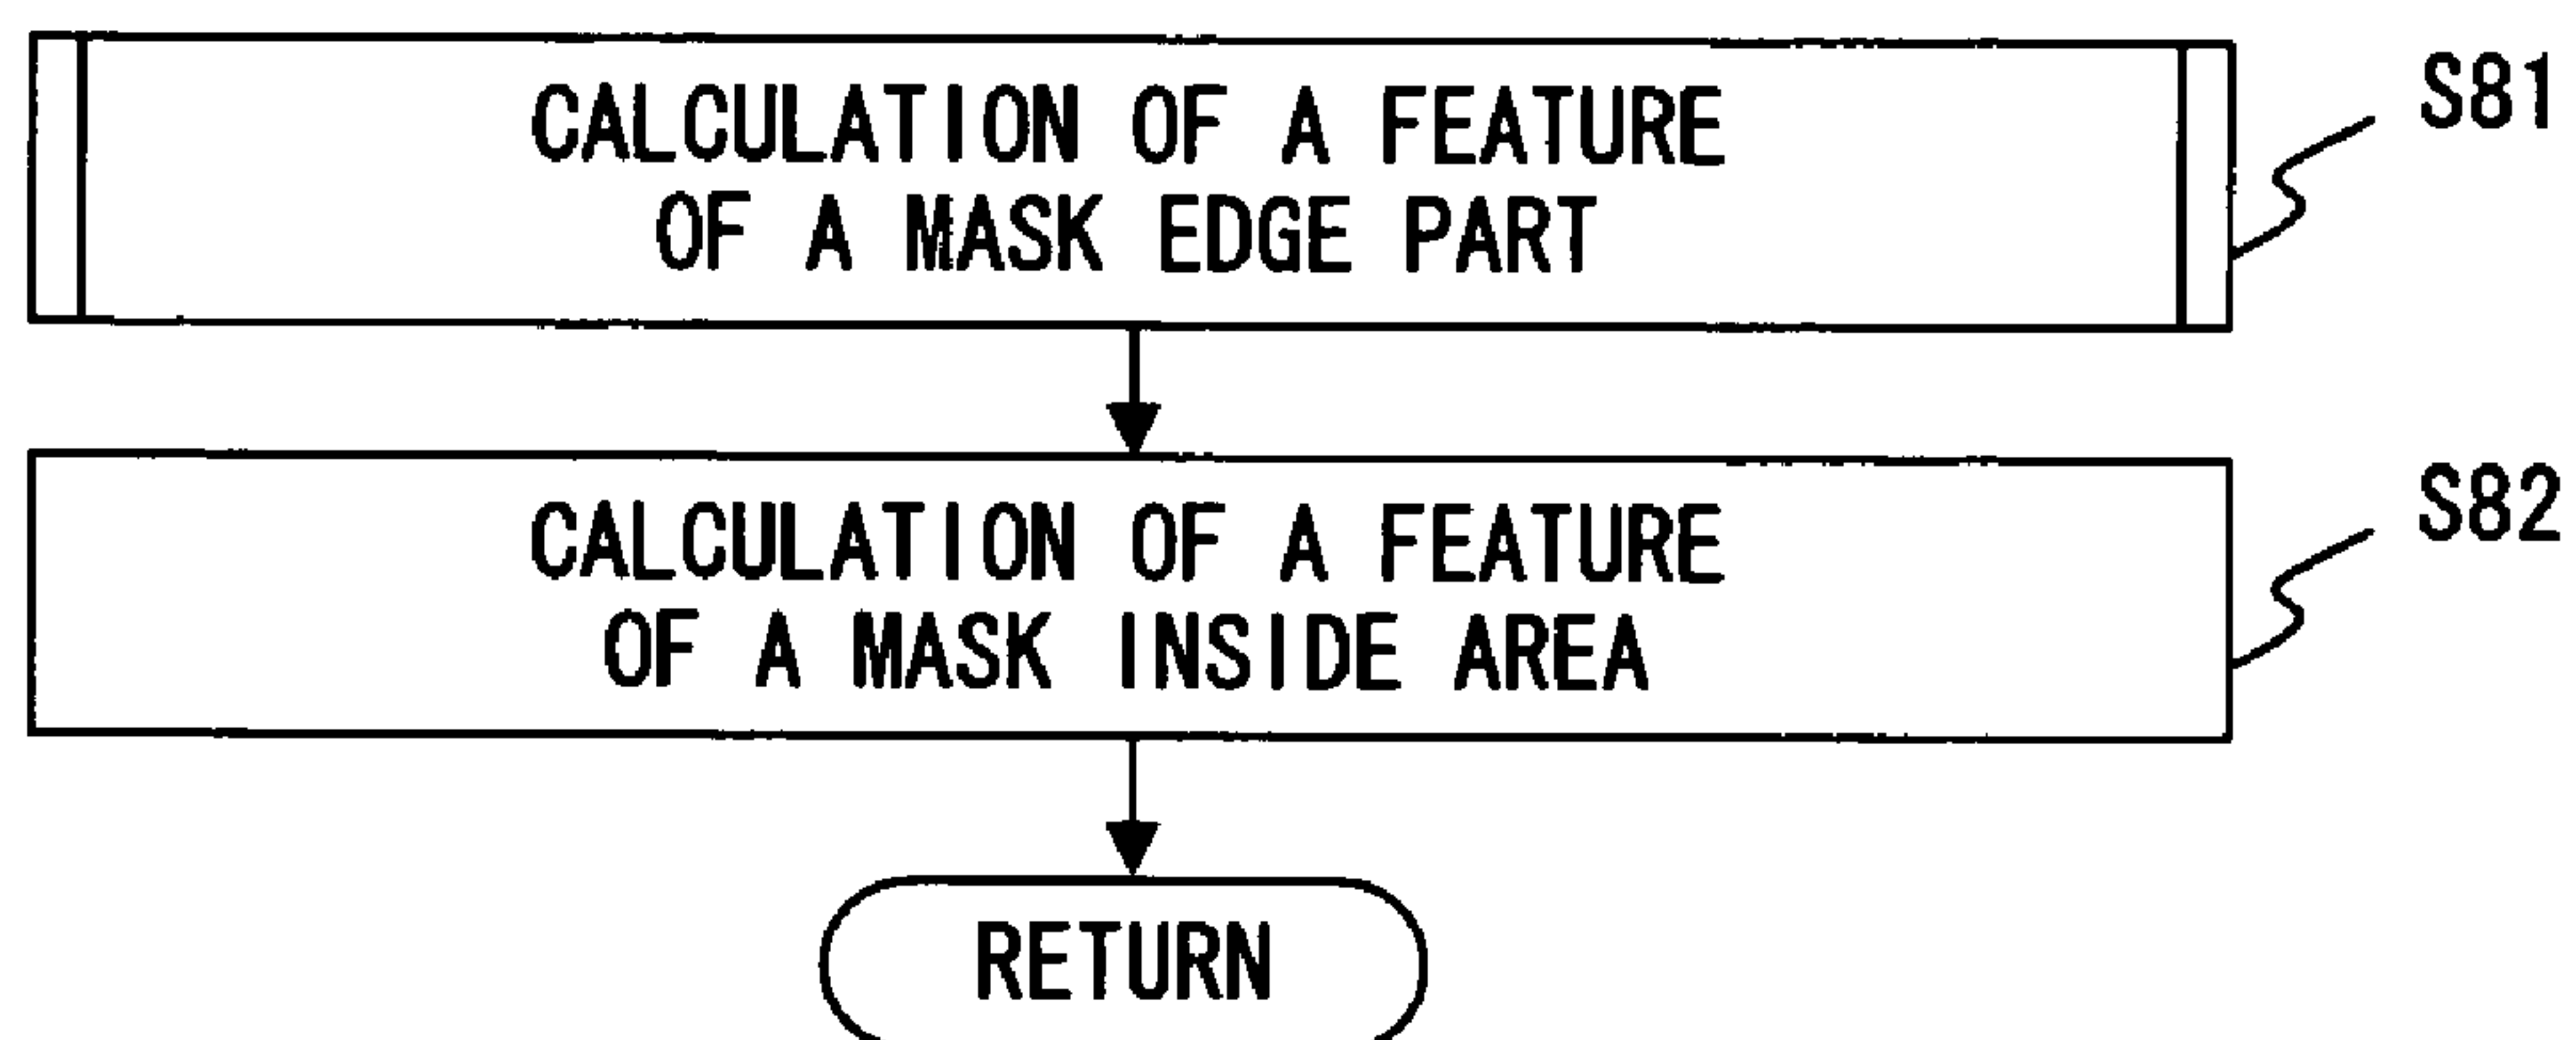 CALCULATION OF A FEATURE
OF A MASK EDGE PART
S81
CALCULATION OF A FEATURE
OF A MASK INSIDE AREA
S82
RETURN